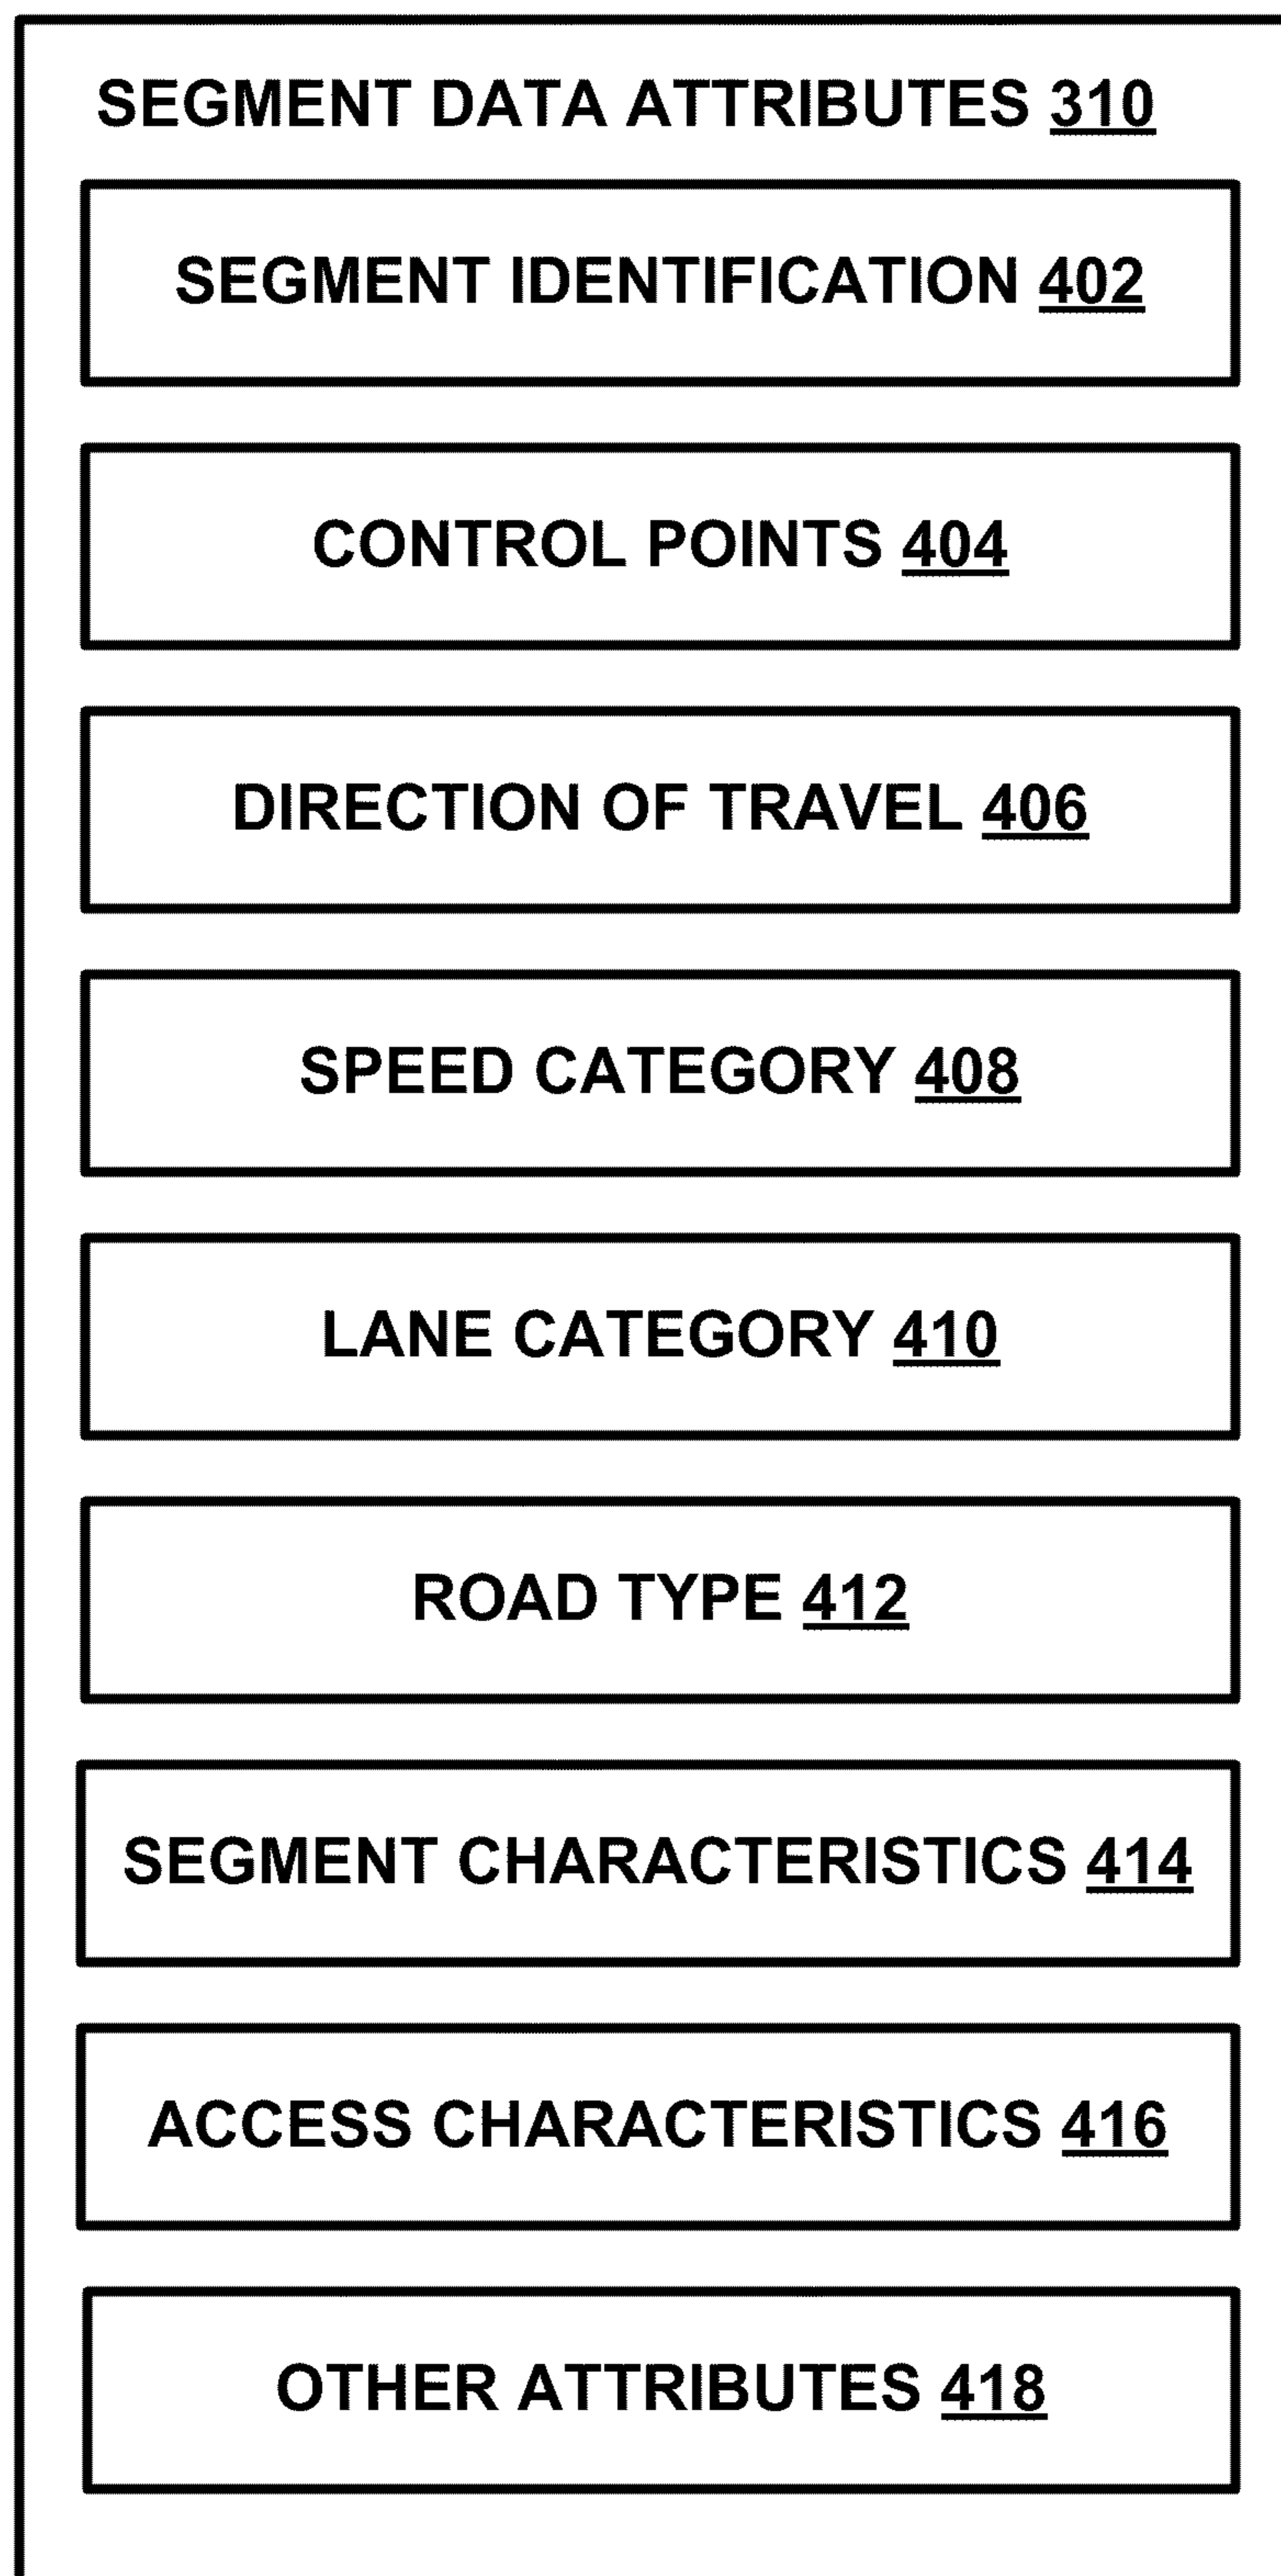 SEGMENT DATA ATTRIBUTES 310
SEGMENT IDENTIFICATION 402
CONTROL POINTS 404
DIRECTION OF TRAVEL 406
SPEED CATEGORY 408
LANE CATEGORY 410
ROAD TYPE 412
SEGMENT CHARACTERISTICS 414
ACCESS CHARACTERISTICS 416
OTHER ATTRIBUTES 418